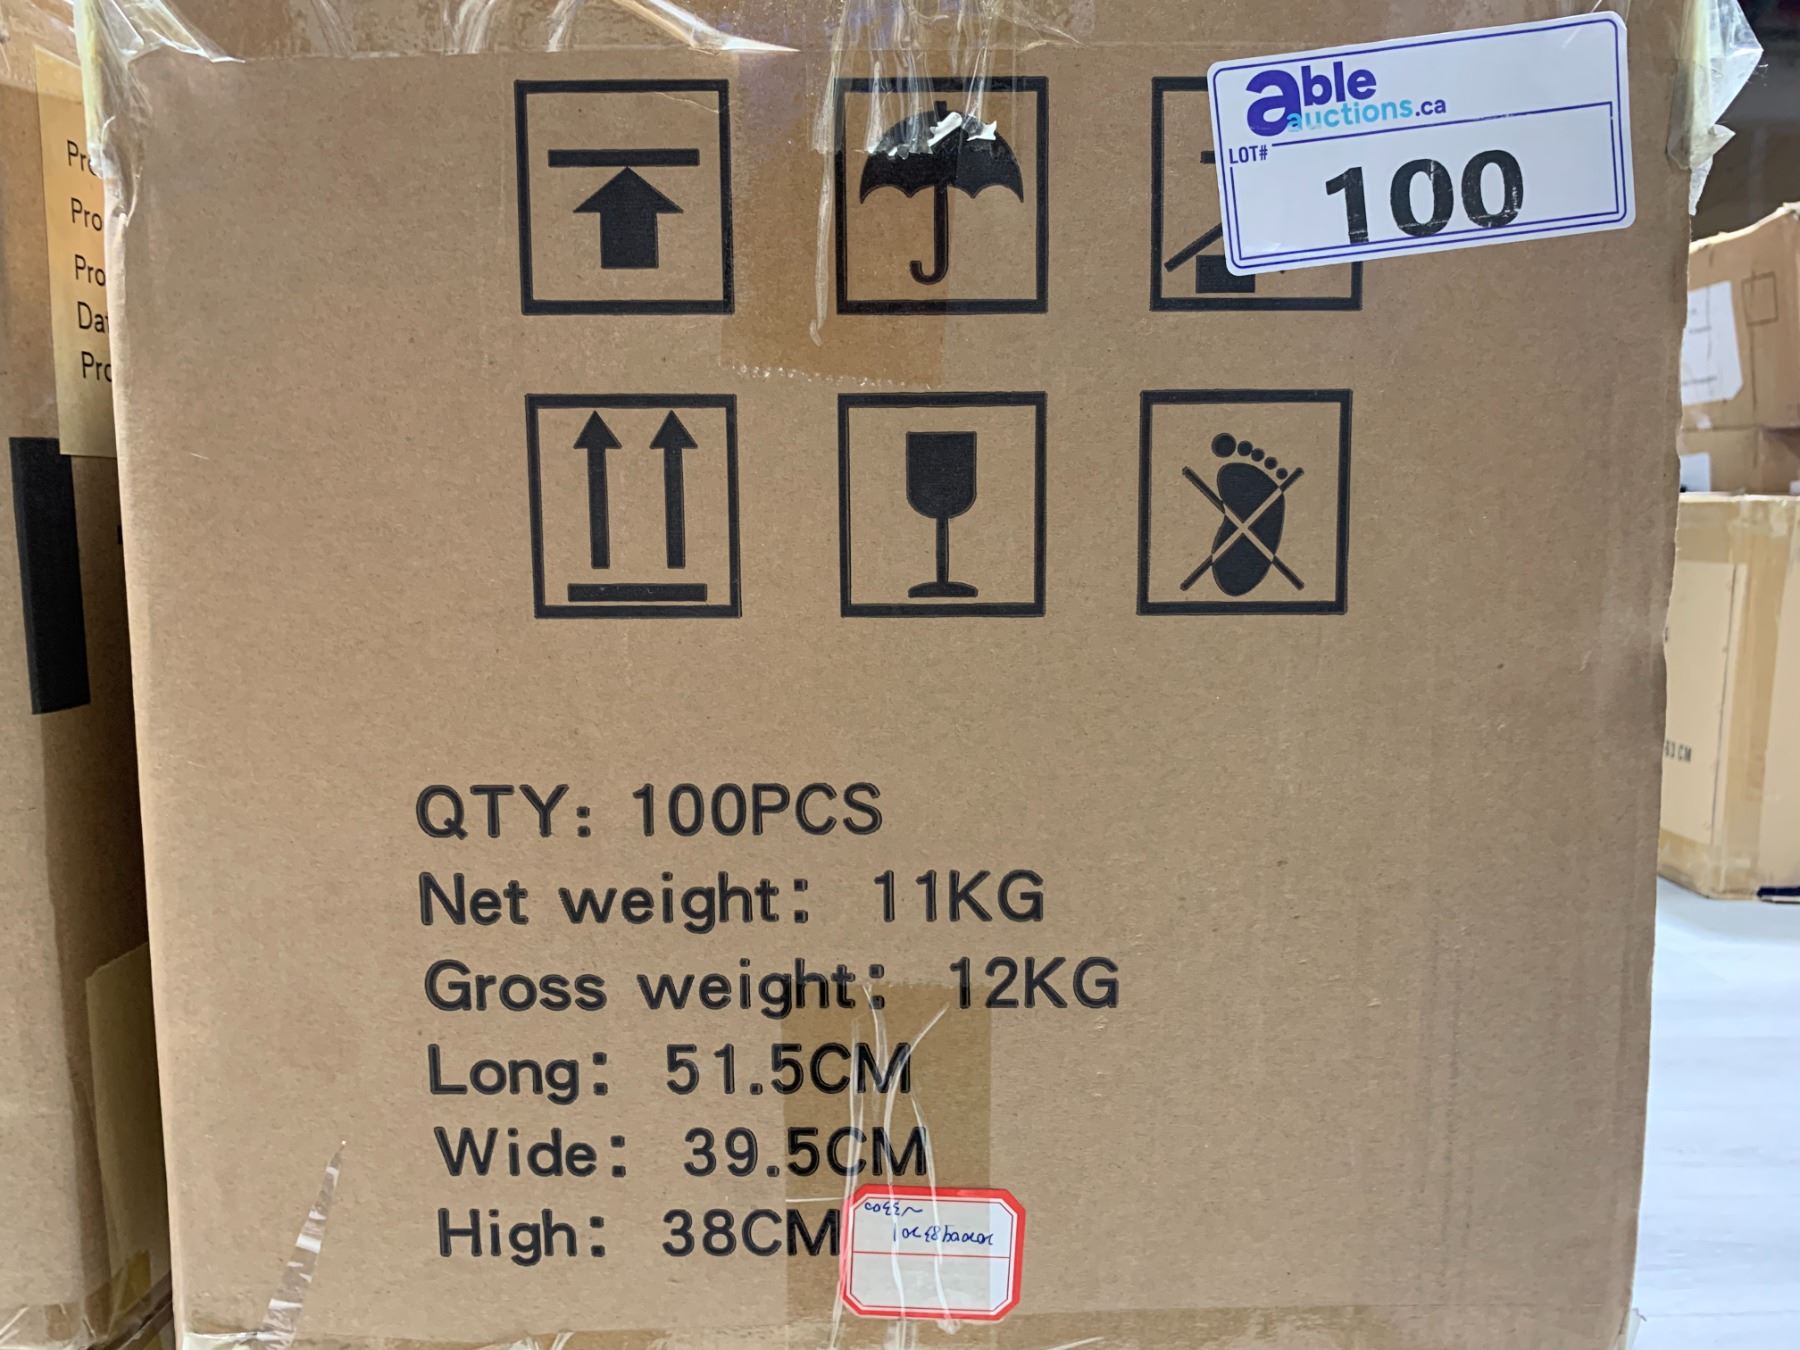 able
auctions.ca
LOT#
100
QTY: 100PCS
Net weight: 11KG
Gross weight: 12KG
Long: 51.5CM
Wide: 39.5CM
High: 38CM